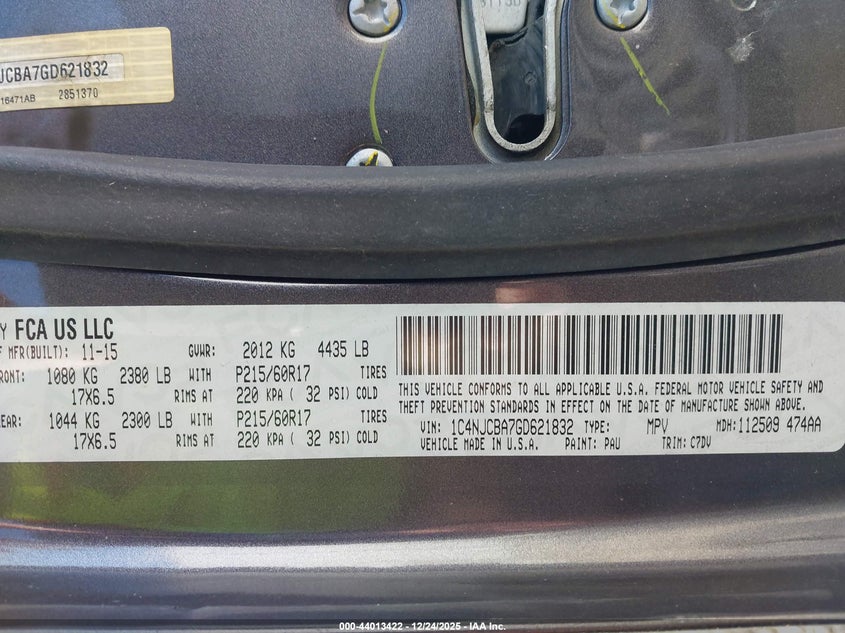 JCBA7GD621832
16471AB 2851370
FCA US LLC
MFR(BUILT): 11-15 GVWR: 2012 KG 4435 LB
RONT: 1080 KG 2380 LB WITH P215/60R17 TIRES
17X6.5 RIMS AT 220 KPA ( 32 PSI) COLD
EAR: 1044 KG 2300 LB WITH P215/60R17 TIRES
17X6.5 RIMS AT 220 KPA ( 32 PSI) COLD
THIS VEHICLE CONFORMS TO ALL APPLICABLE U.S.A. FEDERAL MOTOR VEHICLE SAFETY AND
THEFT PREVENTION STANDARDS IN EFFECT ON THE DATE OF MANUFACTURE SHOWN ABOVE.
VIN: 1C4NJCBA7GD621832 TYPE: MPV MDH: 112509 474AA
VEHICLE MADE IN U.S.A. PAINT: PAU TRIM: C7DV
000-44013422 - 12/24/2025 - IAA Inc.